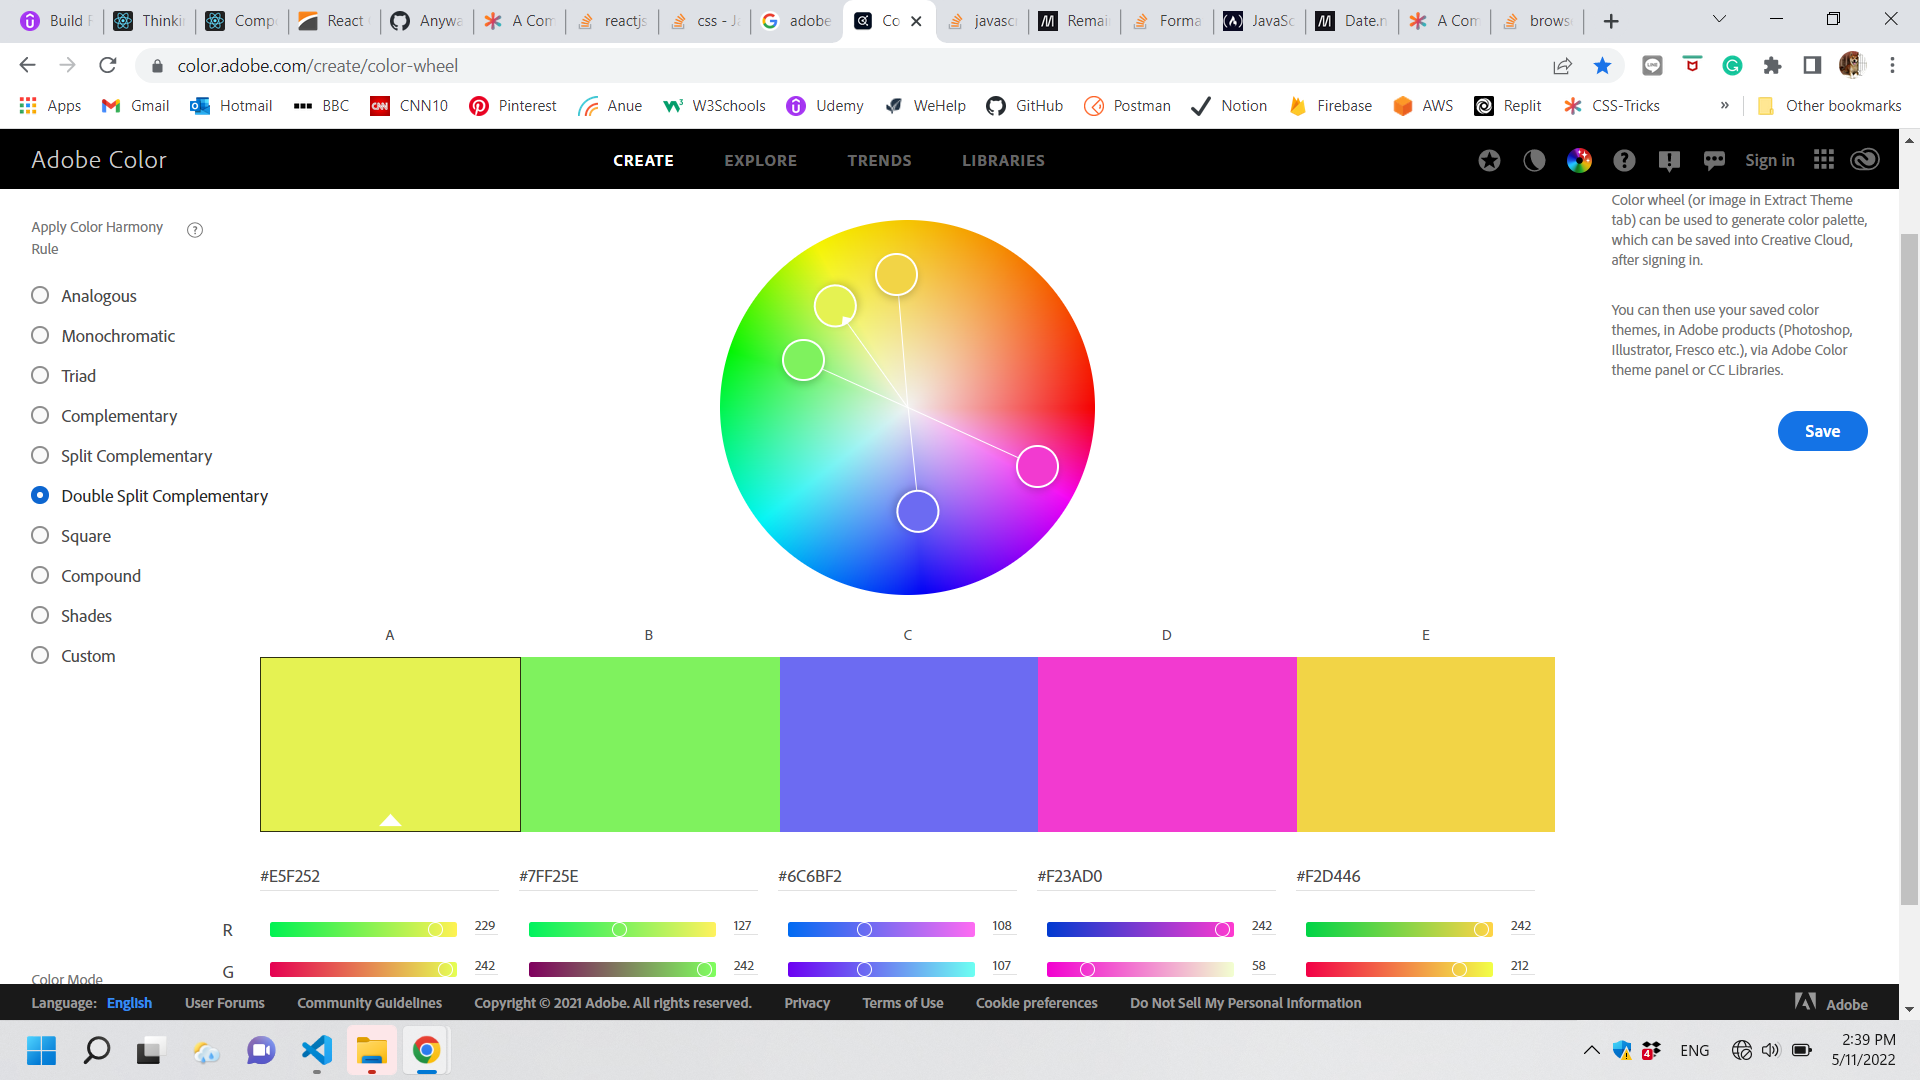 Build R
Thinkin
Compo
React
Anywa
A Com
reactjs
css - Ja
adobe
Co
javascr
Remai
Forma
JavaSc
Date.n
A Com
browse
color.adobe.com/create/color-wheel
Apps Gmail Hotmail BBC CNN10 Pinterest Anue W3Schools Udemy WeHelp GitHub Postman Notion Firebase AWS Replit CSS-Tricks » Other bookmarks
Adobe Color CREATE EXPLORE TRENDS LIBRARIES Sign in
Apply Color Harmony
Rule
Analogous
Monochromatic
Triad
Complementary
Split Complementary
Double Split Complementary
Square
Compound
Shades
Custom
Color wheel (or image in Extract Theme
tab) can be used to generate color palette,
which can be saved into Creative Cloud,
after signing in.
You can then use your saved color
themes, in Adobe products (Photoshop,
Illustrator, Fresco etc.), via Adobe Color
theme panel or CC Libraries.
Save
A B C D E
#E5F252 #7FF25E #6C6BF2 #F23AD0 #F2D446
R 229 127 108 242 242
G 242 242 107 58 212
Color Mode
Language: English User Forums Community Guidelines Copyright © 2021 Adobe. All rights reserved. Privacy Terms of Use Cookie preferences Do Not Sell My Personal Information Adobe
4 ENG 2:39 PM
5/11/2022